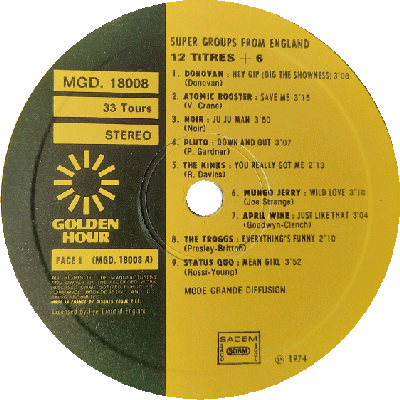 SUPER GROUPS FROM ENGLAND
12 TITRES + 6
MGD. 18008
33 Tours
STEREO
GOLDEN
HOUR
FACE 1 (MGD. 18008 A)
1. DONOVAN : HEY GIP (DIG THE SHOWNESS) 3'08
(Donovan)
2. ATOMIC ROOSTER : SAVE ME 3'15
(V. Crane)
3. NOIR : JU JU MAN 3'50
(Noir)
4. PLUTO : DOWN AND OUT 3'07
(P. Gardner)
5. THE KINKS : YOU REALLY GOT ME 2'13
(R. Davies)
6. MUNGO JERRY : WILD LOVE 3'10
(Joe Strange)
7. APRIL WINE : JUST LIKE THAT 3'04
(Goodwyn-Clench)
8. THE TROGGS : EVERYTHING'S FUNNY 2'10
(Presley-Britton)
9. STATUS QUO : MEAN GIRL 3'52
(Rossi-Young)
MODE GRANDE DIFFUSION
SACEM
SDRM
℗ 1974